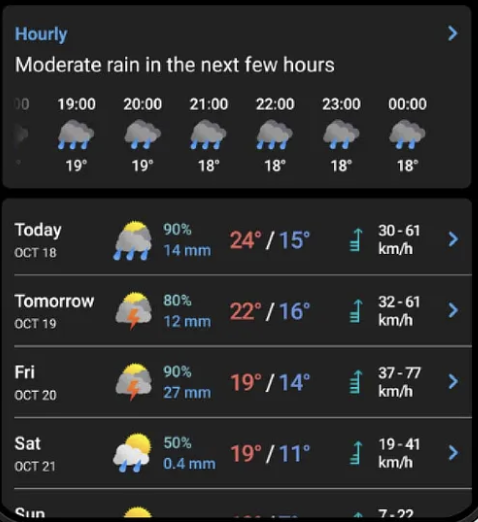 Hourly
Moderate rain in the next few hours
00 19:00 20:00 21:00 22:00 23:00 00:00
19° 19° 18° 18° 18° 18°
Today 90% 24° / 15° 30 - 61
OCT 18 14 mm km/h
Tomorrow 80% 22° / 16° 32 - 61
OCT 19 12 mm km/h
Fri 90% 19° / 14° 37 - 77
OCT 20 27 mm km/h
Sat 50% 19° / 11° 19 - 41
OCT 21 0.4 mm km/h
Sun 7 - 22